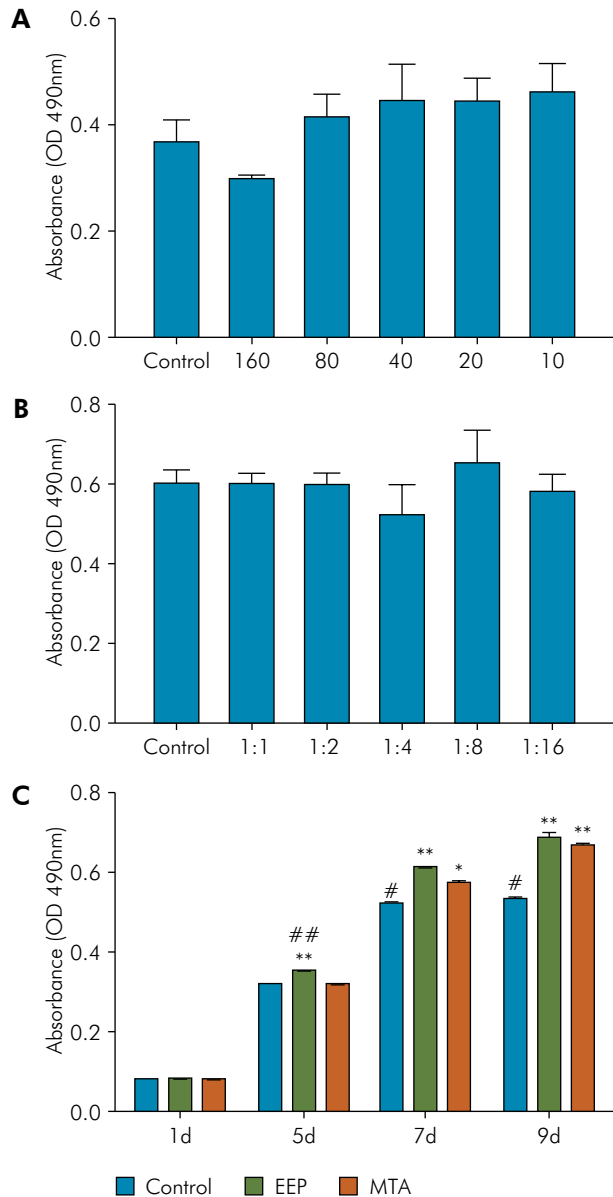 A
Absorbance (OD 490nm)
0.6
0.4
0.2
0.0
Control 160 80 40 20 10
B
Absorbance (OD 490nm)
0.8
0.6
0.4
0.2
0.0
Control 1:1 1:2 1:4 1:8 1:16
C
Absorbance (OD 490nm)
0.8
0.6
0.4
0.2
0.0
##
**
#
**
*
#
**
**
1d 5d 7d 9d
Control EEP MTA